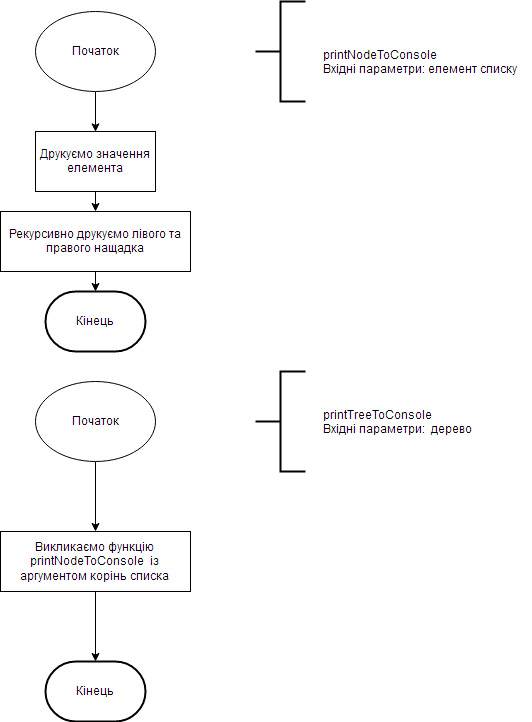 Початок
printNodeToConsole
Вхідні параметри: елемент списку
Друкуємо значення
елемента
Рекурсивно друкуємо лівого та
правого нащадка
Кінець
Початок
printTreeToConsole
Вхідні параметри: дерево
Викликаємо функцію
printNodeToConsole із
аргументом корінь списка
Кінець